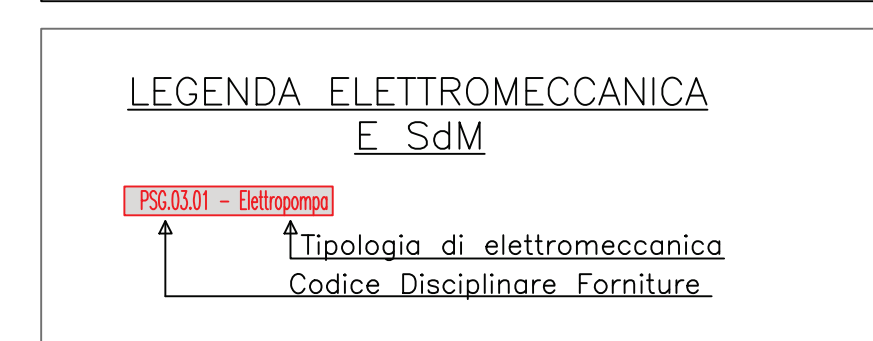 LEGENDA ELETTROMECCANICA
E SdM
PSG.03.01 - Elettropompa
Tipologia di elettromeccanica
Codice Disciplinare Forniture